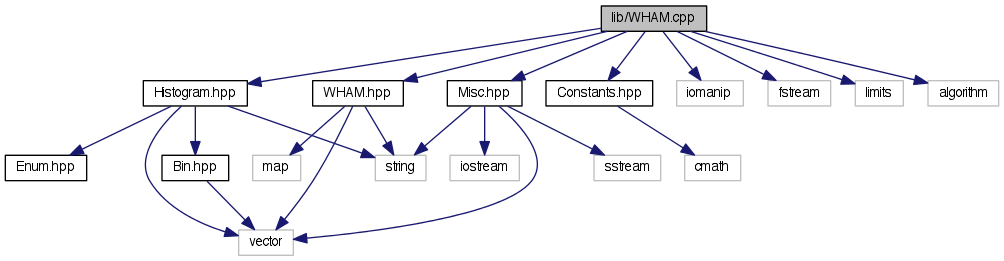 lib/WHAM.cpp
Histogram.hpp
WHAM.hpp
Misc.hpp
Constants.hpp
iomanip
fstream
limits
algorithm
Enum.hpp
Bin.hpp
map
string
iostream
sstream
cmath
vector